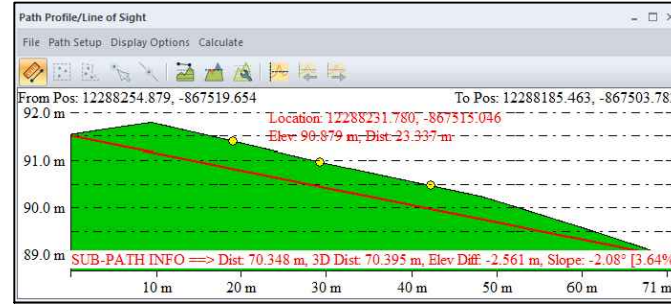 Path Profile/Line of Sight
File Path Setup Display Options Calculate
From Pos: 12288254.879, -867519.654 To Pos: 12288185.463, -867503.78
92.0 m
Location: 12288231.780, -867515.046
Elev: 90.879 m, Dist: 23.337 m
91.0 m
90.0 m
89.0 m
SUB-PATH INFO ==> Dist: 70.348 m, 3D Dist: 70.395 m, Elev Diff: -2.561 m, Slope: -2.08° [3.64%
10 m 20 m 30 m 40 m 50 m 60 m 71 m